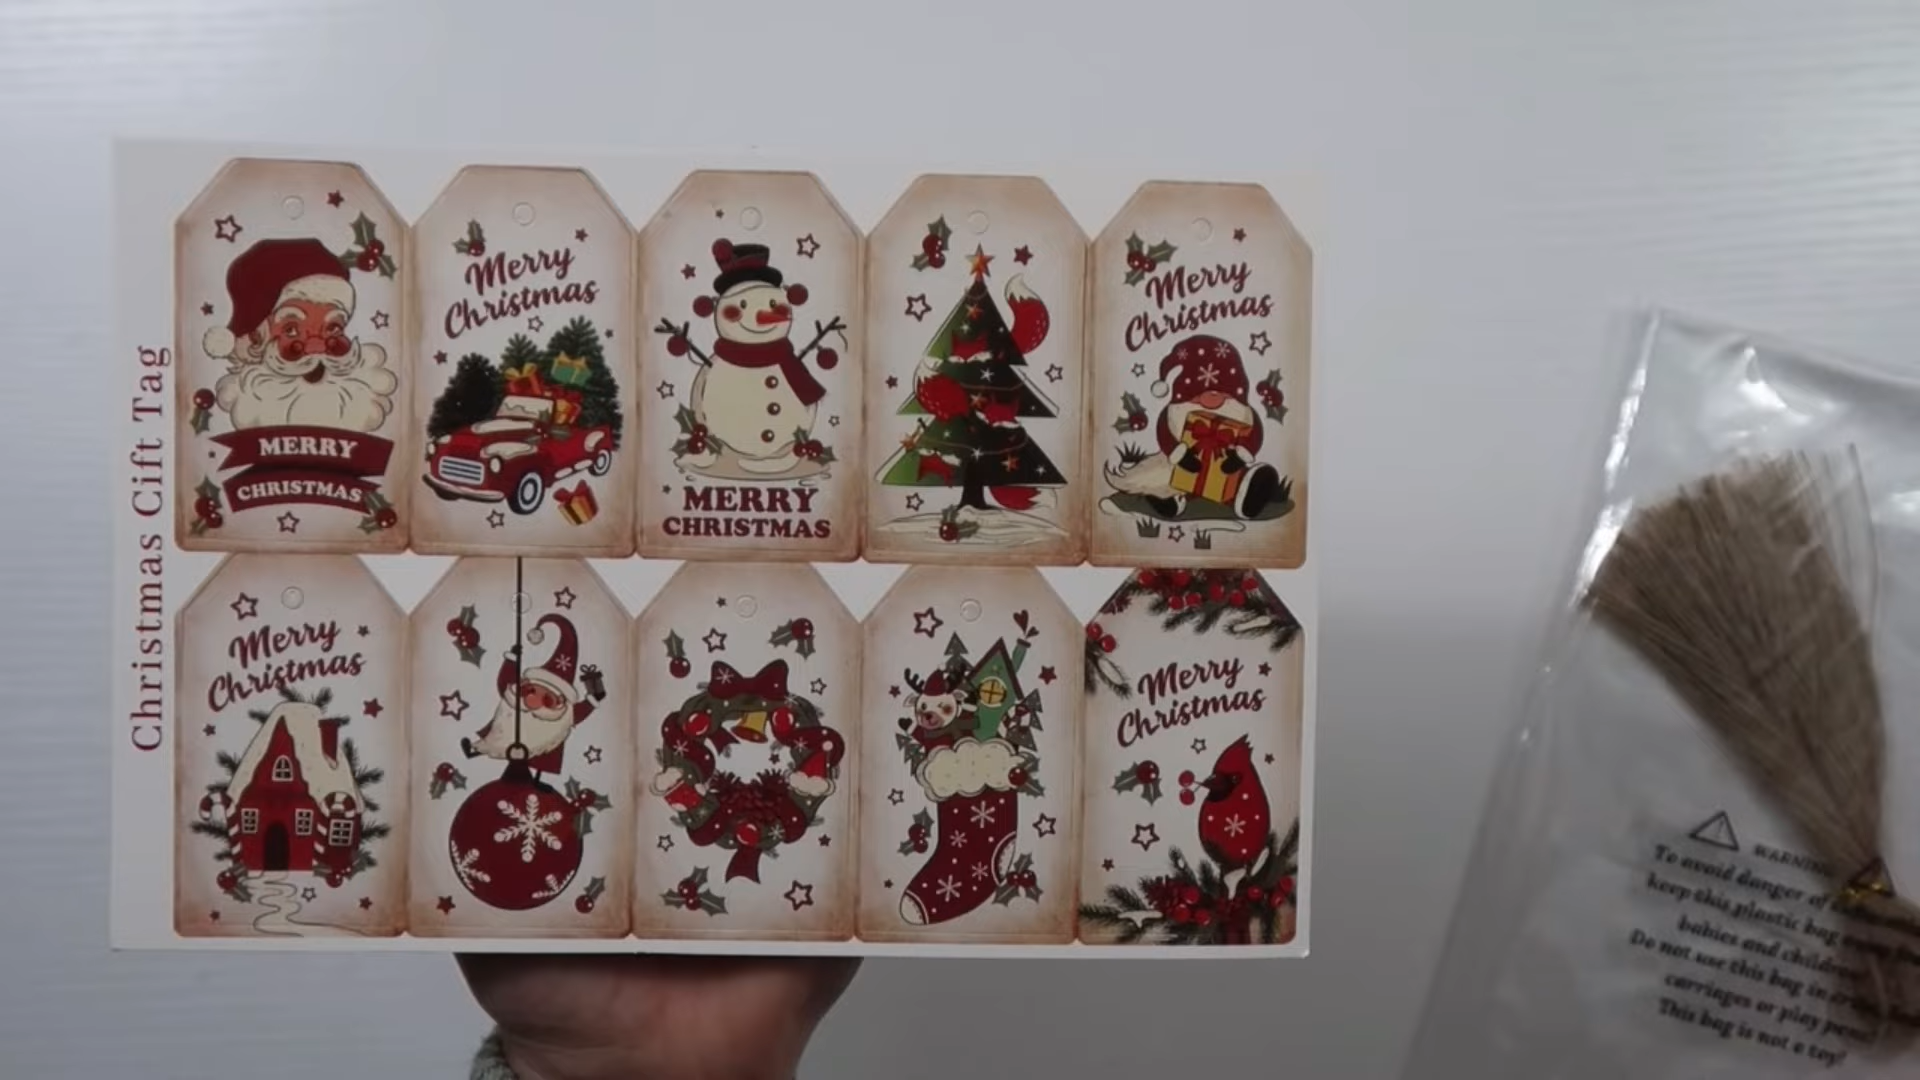 Christmas Cift Tag
MERRY
CHRISTMAS
Merry
Christmas
MERRY
CHRISTMAS
Merry
Christmas
Merry
Christmas
Merry
Christmas
WARNING
To avoid danger of
keep this plastic bag
babies and children
Do not use this bag in
carriages or play pens
This bag is not a toy!